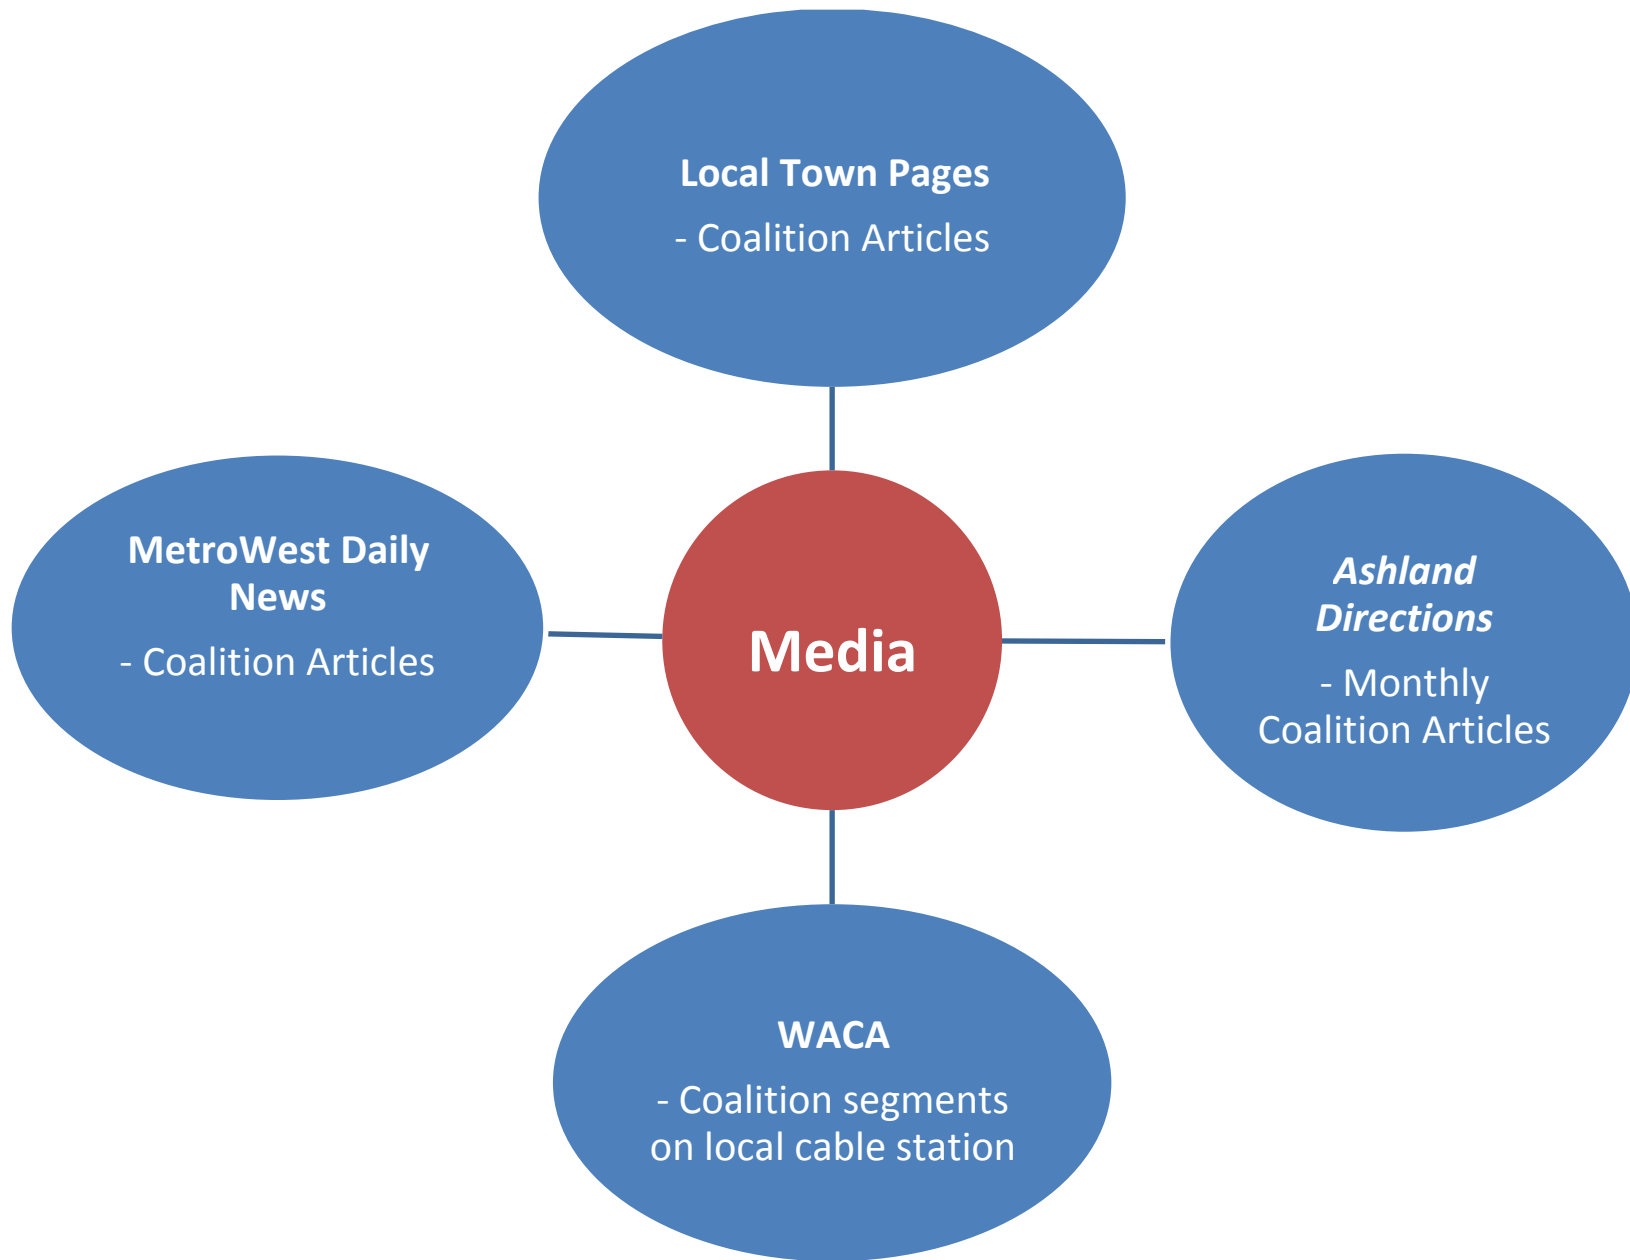 Local Town Pages
- Coalition Articles
MetroWest Daily
News
- Coalition Articles
Media
Ashland
Directions
- Monthly
Coalition Articles
WACA
- Coalition segments
on local cable station